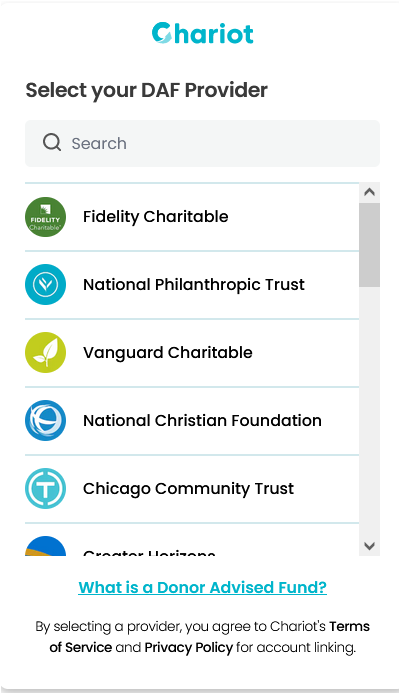 Chariot
Select your DAF Provider
Search
FIDELITY
Charitable
Fidelity Charitable
National Philanthropic Trust
Vanguard Charitable
National Christian Foundation
Chicago Community Trust
Greater Horizons
What is a Donor Advised Fund?
By selecting a provider, you agree to Chariot's Terms
of Service and Privacy Policy for account linking.